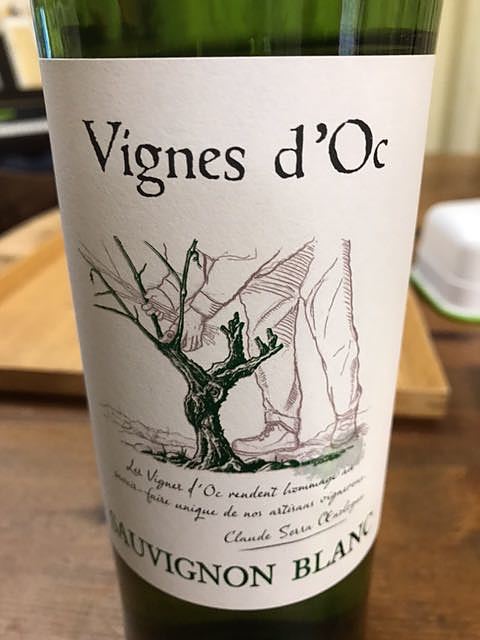 Vignes d'Oc
Les Vignes d'Oc rendent hommage au
savoir-faire unique de nos artisans vignerons
Claude Serra Œnologue
SAUVIGNON BLANC